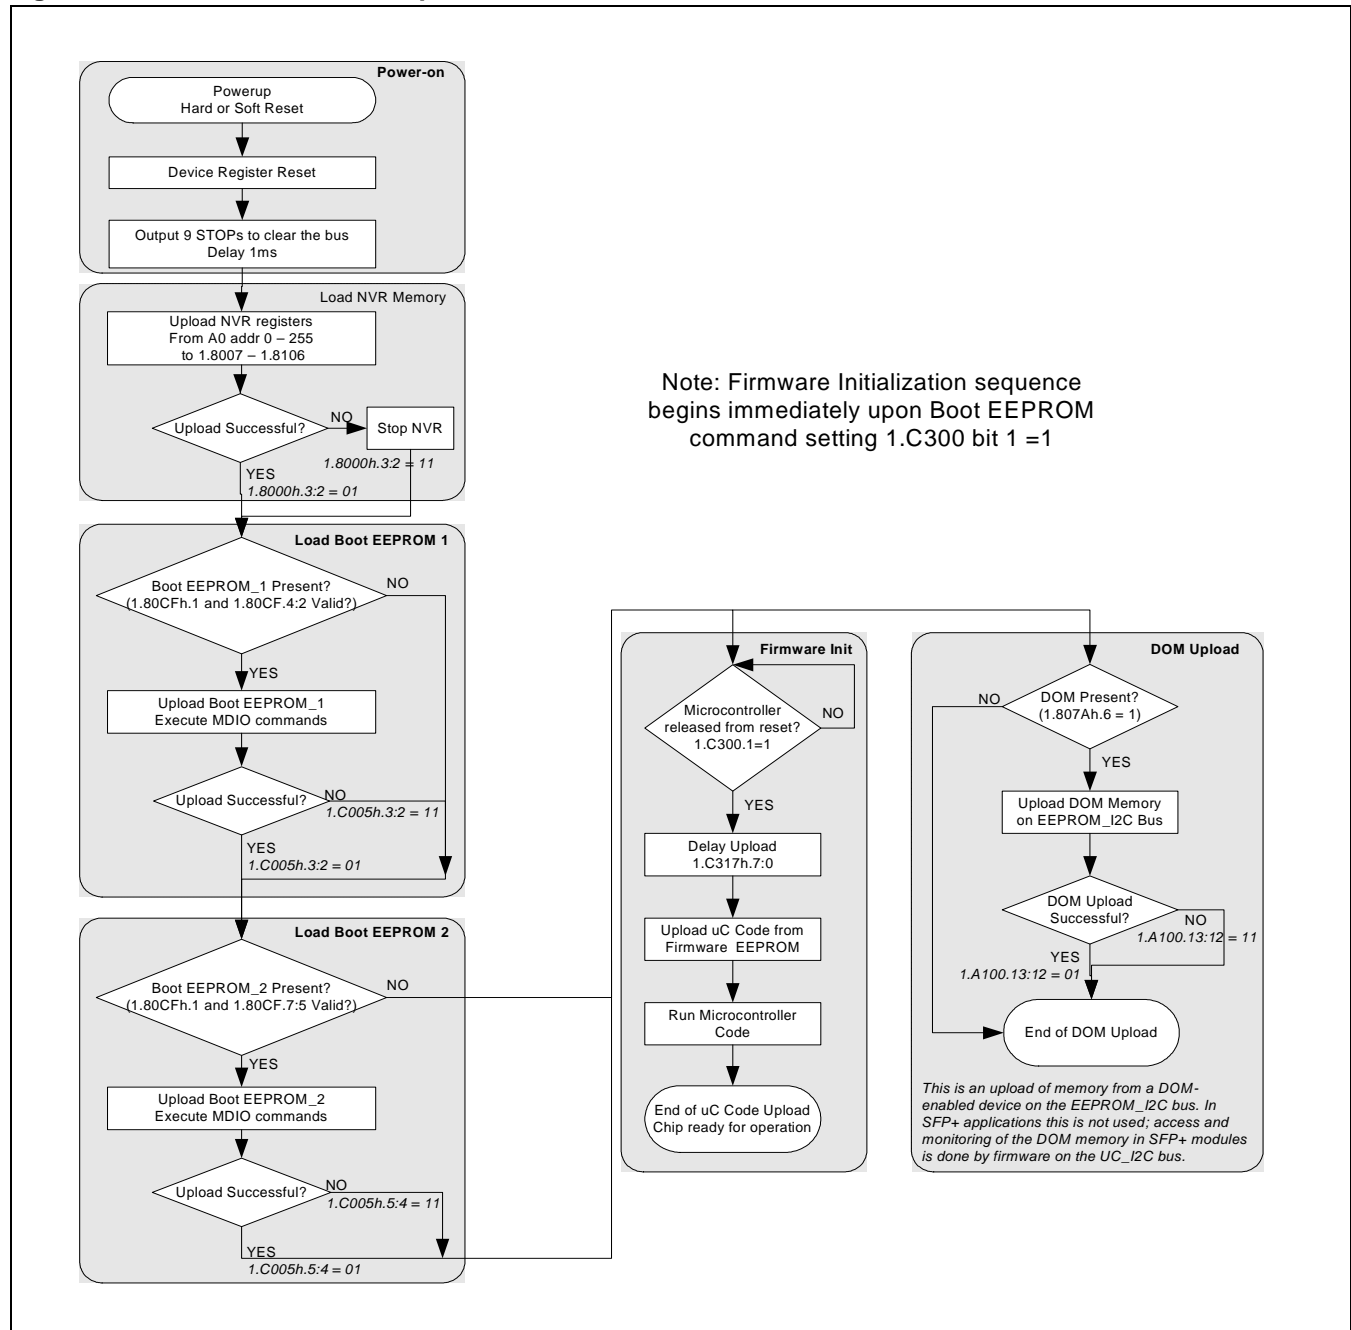 Power-on
Powerup
Hard or Soft Reset
Device Register Reset
Output 9 STOPs to clear the bus
Delay 1ms
Load NVR Memory
Upload NVR registers
From A0 addr 0 – 255
to 1.8007 – 1.8106
Upload Successful?
NO
Stop NVR
1.8000h.3:2 = 11
YES
1.8000h.3:2 = 01
Note: Firmware Initialization sequence
begins immediately upon Boot EEPROM
command setting 1.C300 bit 1 =1
Load Boot EEPROM 1
Boot EEPROM_1 Present?
(1.80CFh.1 and 1.80CF.4:2 Valid?)
NO
YES
Upload Boot EEPROM_1
Execute MDIO commands
Upload Successful?
NO
1.C005h.3:2 = 11
YES
1.C005h.3:2 = 01
Load Boot EEPROM 2
Boot EEPROM_2 Present?
(1.80CFh.1 and 1.80CF.7:5 Valid?)
NO
YES
Upload Boot EEPROM_2
Execute MDIO commands
Upload Successful?
NO
1.C005h.5:4 = 11
YES
1.C005h.5:4 = 01
Firmware Init
Microcontroller
released from reset?
1.C300.1=1
NO
YES
Delay Upload
1.C317h.7:0
Upload uC Code from
Firmware EEPROM
Run Microcontroller
Code
End of uC Code Upload
Chip ready for operation
DOM Upload
DOM Present?
(1.807Ah.6 = 1)
NO
YES
Upload DOM Memory
on EEPROM_I2C Bus
DOM Upload
Successful?
NO
1.A100.13:12 = 11
YES
1.A100.13:12 = 01
End of DOM Upload
This is an upload of memory from a DOM-
enabled device on the EEPROM_I2C bus. In
SFP+ applications this is not used; access and
monitoring of the DOM memory in SFP+ modules
is done by firmware on the UC_I2C bus.